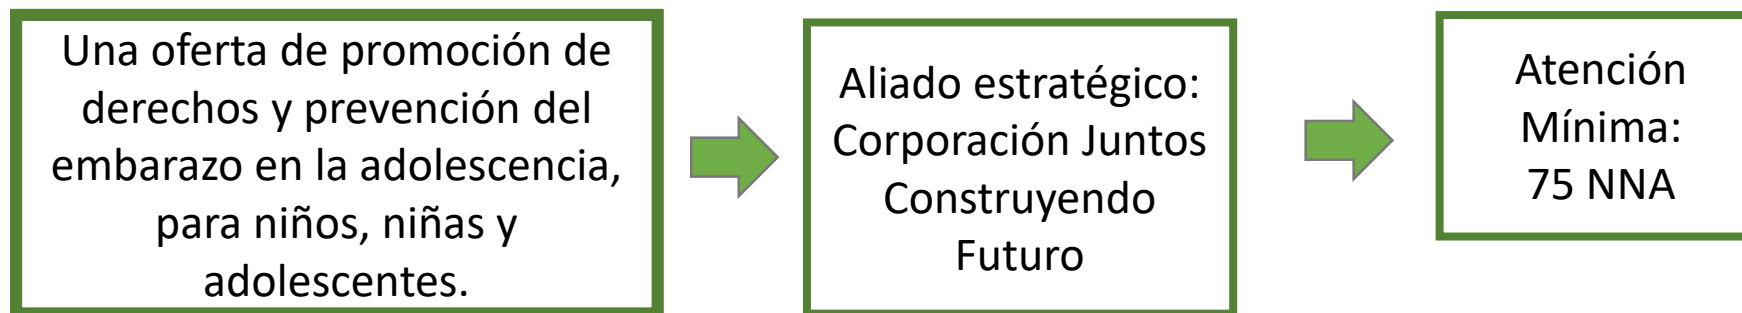 Una oferta de promoción de
derechos y prevención del
embarazo en la adolescencia,
para niños, niñas y
adolescentes.
Aliado estratégico:
Corporación Juntos
Construyendo
Futuro
Atención
Mínima:
75 NNA